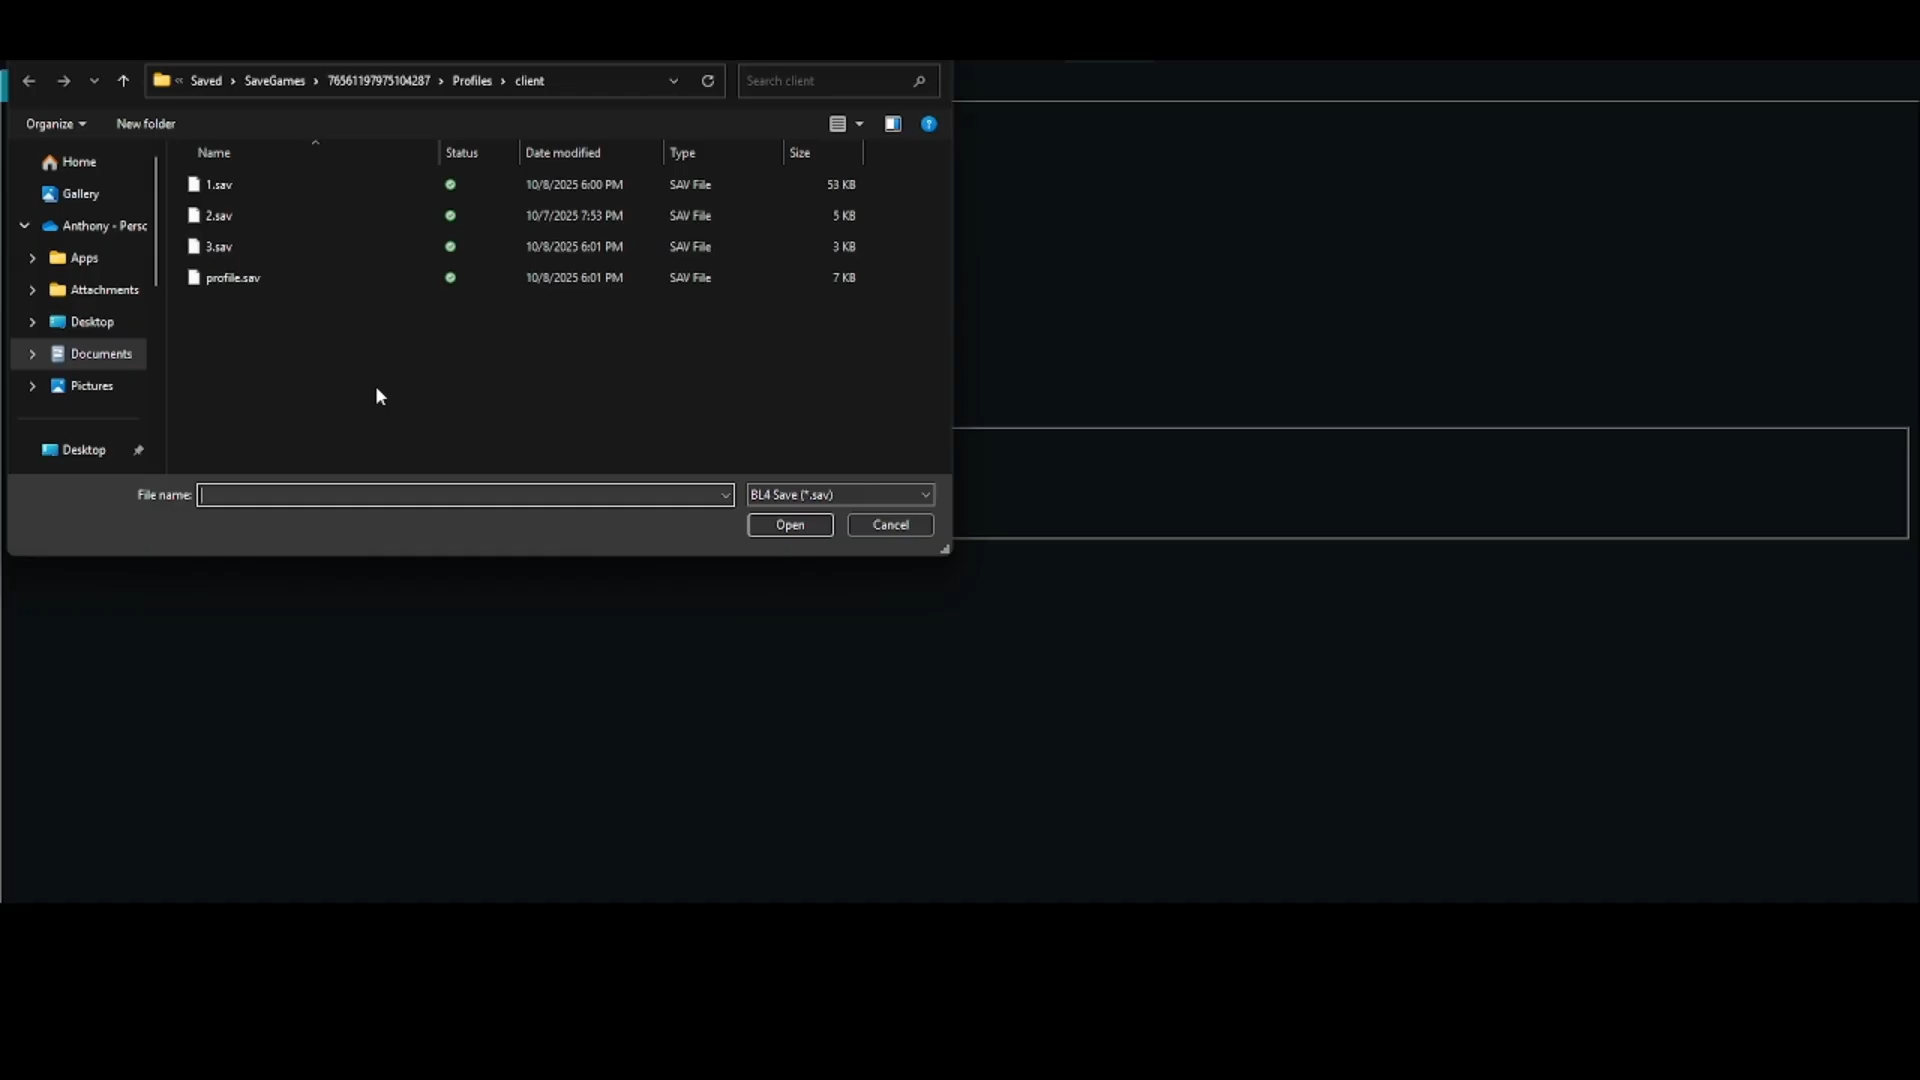 « Saved > SaveGames > 76561197975104287 > Profiles > client
Search client
Organize
New folder
Name Status Date modified Type Size
Home
Gallery
Anthony - Persc
Apps
Attachments
Desktop
Documents
Pictures
Desktop
1.sav 10/8/2025 6:00 PM SAV File 53 KB
2.sav 10/7/2025 7:53 PM SAV File 5 KB
3.sav 10/8/2025 6:01 PM SAV File 3 KB
profile.sav 10/8/2025 6:01 PM SAV File 7 KB
File name:
BL4 Save (*.sav)
Open
Cancel